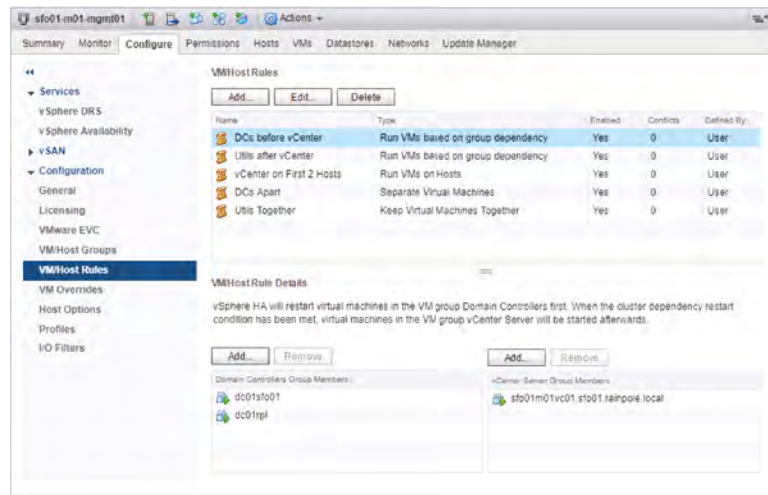 sfo01-m01-mgmt01 Actions
Summary Monitor Configure Permissions Hosts VMs Datastores Networks Update Manager
Services
vSphere DRS
vSphere Availability
vSAN
Configuration
General
Licensing
VMware EVC
VM/Host Groups
VM/Host Rules
VM Overrides
Host Options
Profiles
I/O Filters
VM/Host Rules
Add... Edit... Delete
Name Type Enabled Conflicts Defined By
DCs before vCenter Run VMs based on group dependency Yes 0 User
Utils after vCenter Run VMs based on group dependency Yes 0 User
vCenter on First 2 Hosts Run VMs on Hosts Yes 0 User
DCs Apart Separate Virtual Machines Yes 0 User
Utils Together Keep Virtual Machines Together Yes 0 User
VM/Host Rule Details
vSphere HA will restart virtual machines in the VM group Domain Controllers first. When the cluster dependency restart
condition has been met, virtual machines in the VM group vCenter Server will be started afterwards.
Add... Remove Add... Remove
Domain Controllers Group Members vCenter Server Group Members
dc01sfo01 sfo01m01vc01.sfo01.rainpole.local
dc01rpl